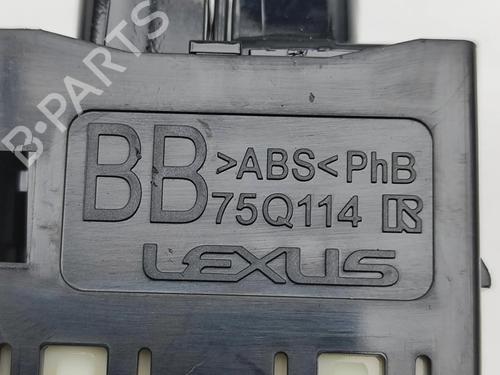 B-PARTS
BB >ABS< PhB
75Q114 R
LEXUS